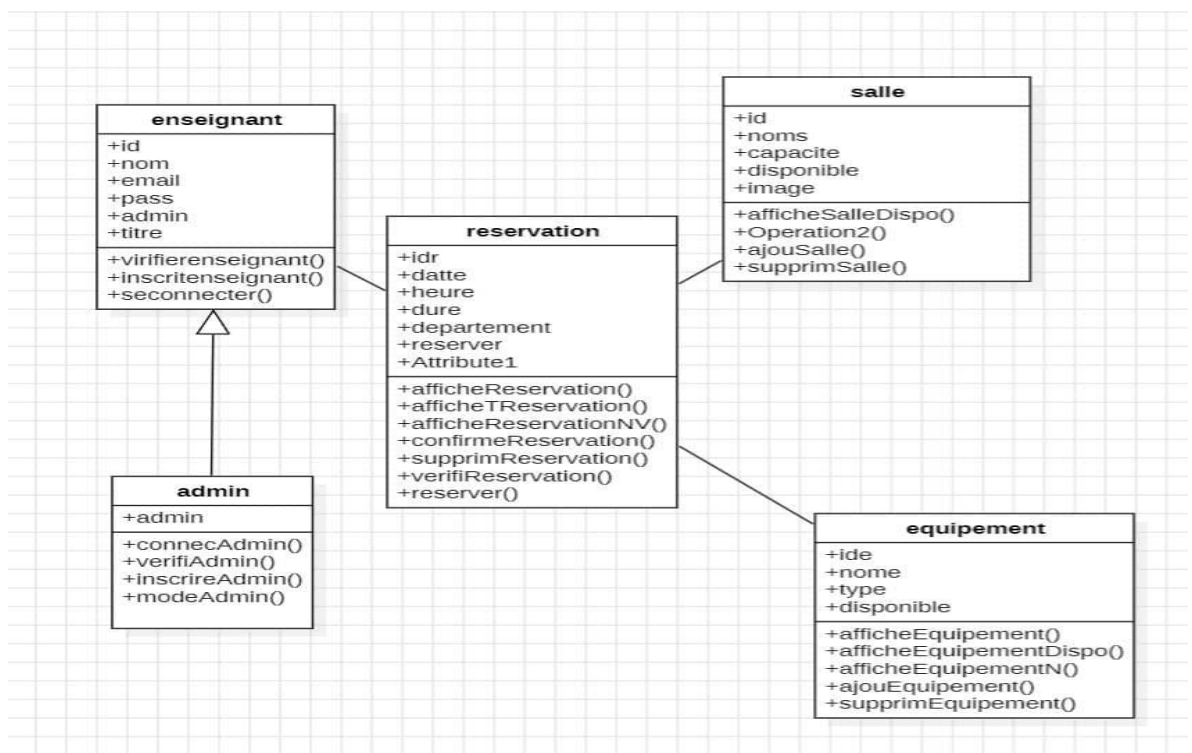 enseignant
+id
+nom
+email
+pass
+admin
+titre
+virifierenseignant()
+inscritenseignant()
+seconnecter()
admin
+admin
+connecAdmin()
+verifiAdmin()
+inscrireAdmin()
+modeAdmin()
reservation
+idr
+datte
+heure
+dure
+departement
+reserver
+Attribute1
+afficheReservation()
+afficheTReservation()
+afficheReservationNV()
+confirmeReservation()
+supprimReservation()
+verifiReservation()
+reserver()
salle
+id
+noms
+capacite
+disponible
+image
+afficheSalleDispo()
+Operation2()
+ajouSalle()
+supprimSalle()
equipement
+ide
+nome
+type
+disponible
+afficheEquipement()
+afficheEquipementDispo()
+afficheEquipementN()
+ajouEquipement()
+supprimEquipement()